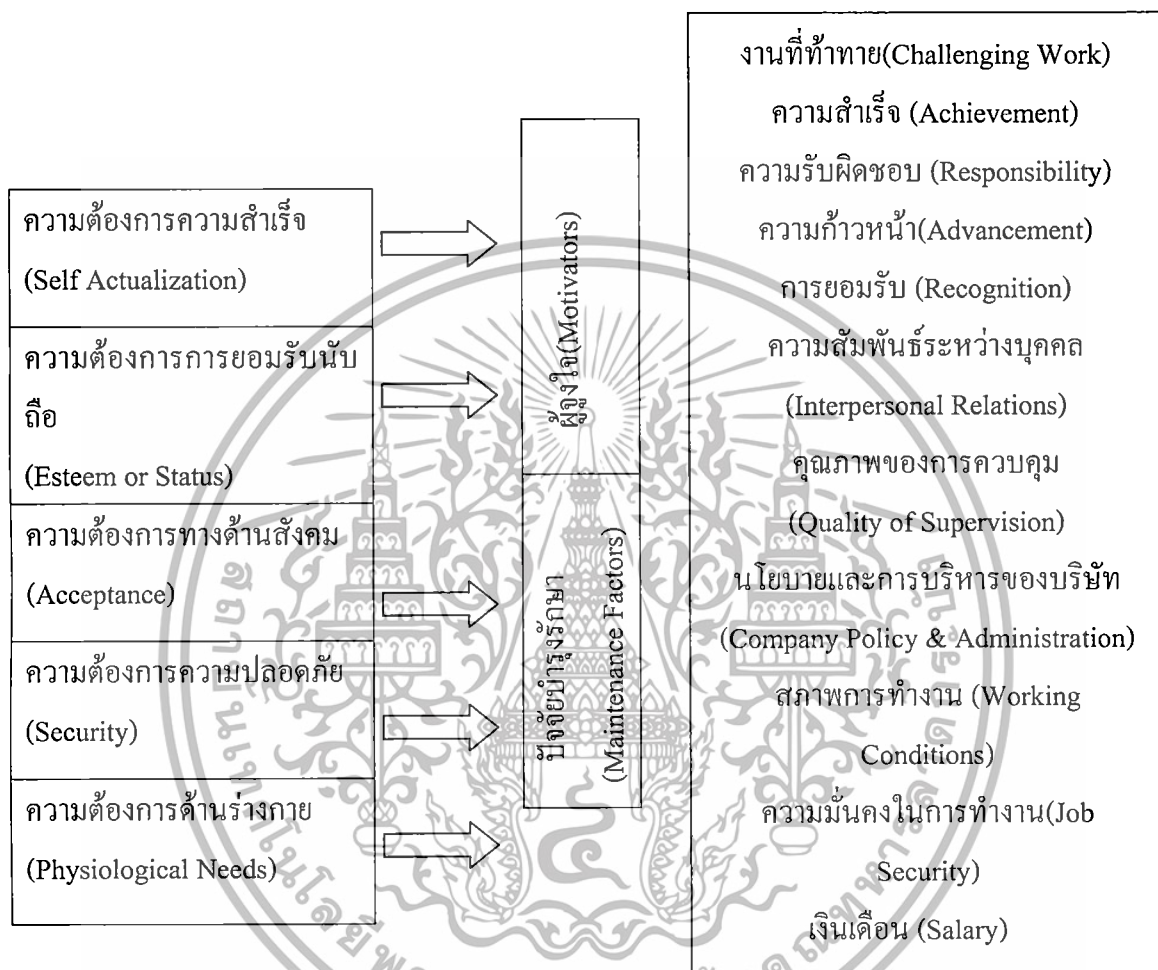 ความต้องการความสำเร็จ
(Self Actualization)
ความต้องการการยอมรับนับ
ถือ
(Esteem or Status)
ความต้องการทางด้านสังคม
(Acceptance)
ความต้องการความปลอดภัย
(Security)
ความต้องการด้านร่างกาย
(Physiological Needs)
ผู้จูงใจ(Motivators)
ปัจจัยบำรุงรักษา
(Maintenance Factors)
งานที่ท้าทาย(Challenging Work)
ความสำเร็จ (Achievement)
ความรับผิดชอบ (Responsibility)
ความก้าวหน้า(Advancement)
การยอมรับ (Recognition)
ความสัมพันธ์ระหว่างบุคคล
(Interpersonal Relations)
คุณภาพของการควบคุม
(Quality of Supervision)
นโยบายและการบริหารของบริษัท
(Company Policy & Administration)
สภาพการทำงาน (Working
Conditions)
ความมั่นคงในการทำงาน(Job
Security)
เงินเดือน (Salary)